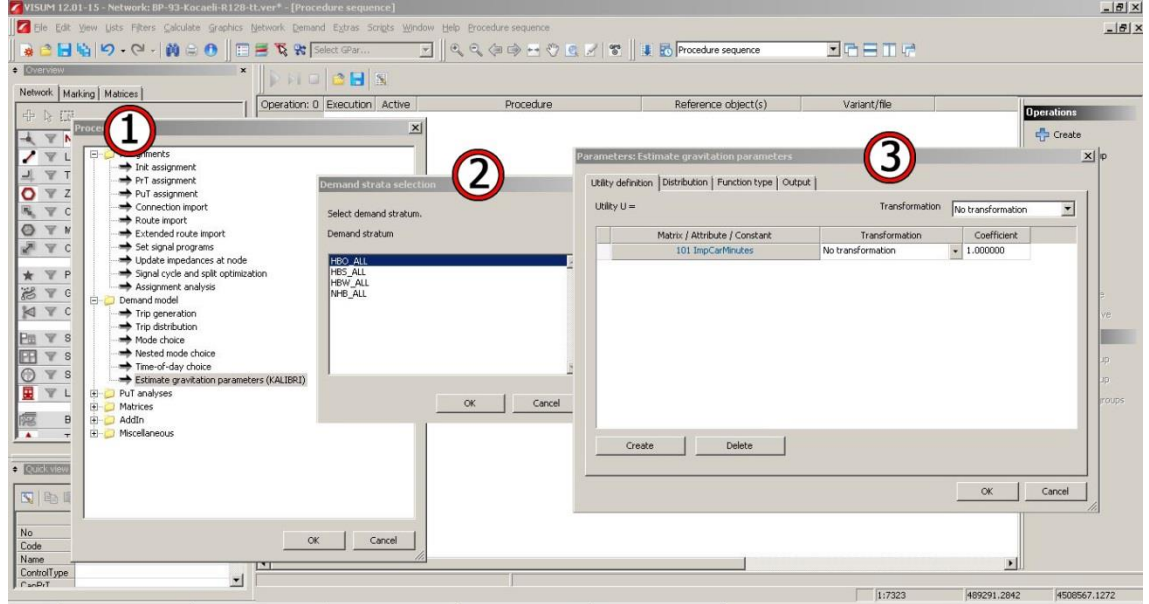 VISUM 12.01-15 - Network: BP-93-Kocaeli-R128-tt.ver* - [Procedure sequence]
File Edit View Lists Filters Calculate Graphics Network Demand Extras Scripts Window Help Procedure sequence
Select GPar...
Procedure sequence
Overview
Network Marking Matrices
Operation: 0 Execution Active Procedure Reference object(s) Variant/file
Operations
Create
1
Assignments
Init assignment
PrT assignment
PuT assignment
Connection import
Route import
Extended route import
Set signal programs
Update impedances at node
Signal cycle and split optimization
Assignment analysis
Demand model
Trip generation
Trip distribution
Mode choice
Nested mode choice
Time-of-day choice
Estimate gravitation parameters (KALIBRI)
PuT analyses
Matrices
AddIn
Miscellaneous
OK Cancel
2
Demand strata selection
Select demand stratum.
Demand stratum
HBO_ALL
HBS_ALL
HBW_ALL
NHB_ALL
OK Cancel
3
Parameters: Estimate gravitation parameters
Utility definition Distribution Function type Output
Utility U = Transformation No transformation
Matrix / Attribute / Constant Transformation Coefficient
101 ImpCarMinutes No transformation 1.000000
Create Delete
OK Cancel
Quick view
No
Code
Name
ControlType
CapPrT
1:7323 489291.2842 4508567.1272